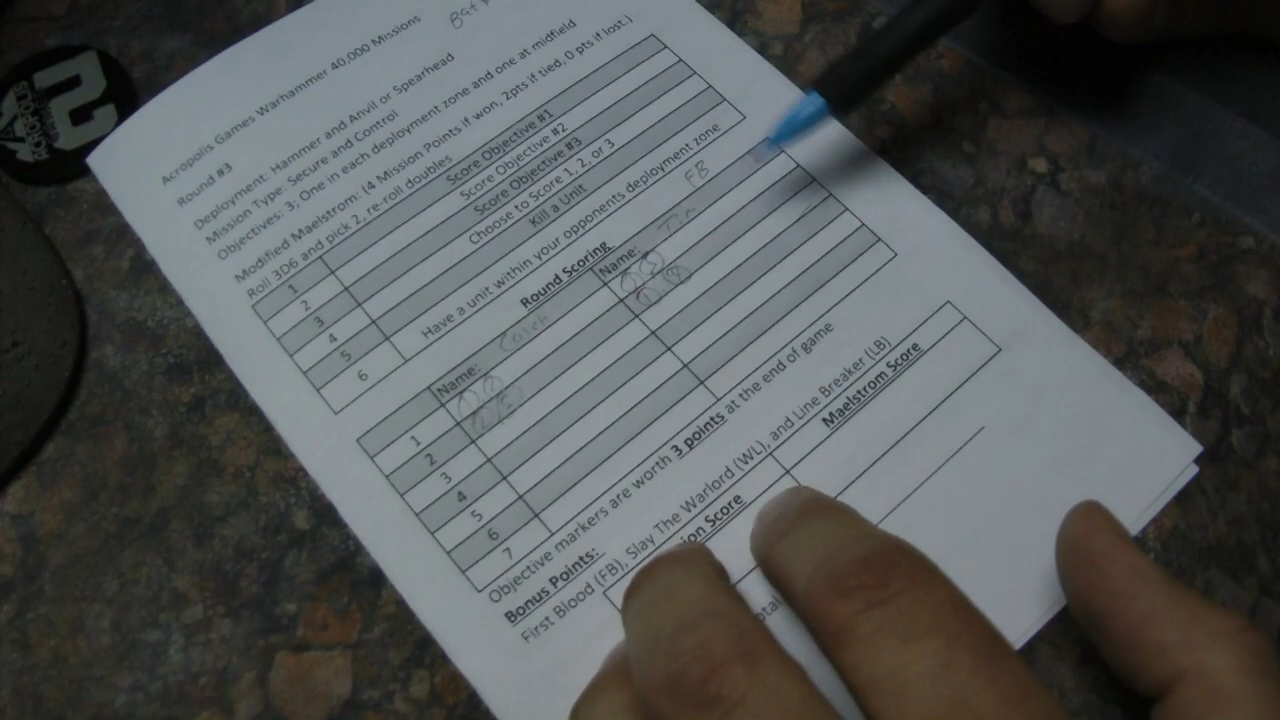 Acropolis Games Warhammer 40,000 Missions
Round #3
Deployment: Hammer and Anvil or Spearhead
Mission Type: Secure and Control
Objectives: 3, One in each deployment zone and one at midfield
Modified Maelstrom: (4 Mission Points if won, 2pts if tied, 0 pts if lost.)
Roll 3D6 and pick 2, re-roll doubles
1 Score Objective #1
2 Score Objective #2
3 Score Objective #3
4 Choose to Score 1, 2, or 3
5 Kill a Unit
6 Have a unit within your opponents deployment zone
Round Scoring
FB
Name: Name: Tim
1
2
3
4
5
6
7
Objective markers are worth 3 points at the end of game
Bonus Points:
First Blood (FB), Slay The Warlord (WL), and Line Breaker (LB)
ion Score Maelstrom Score
otal